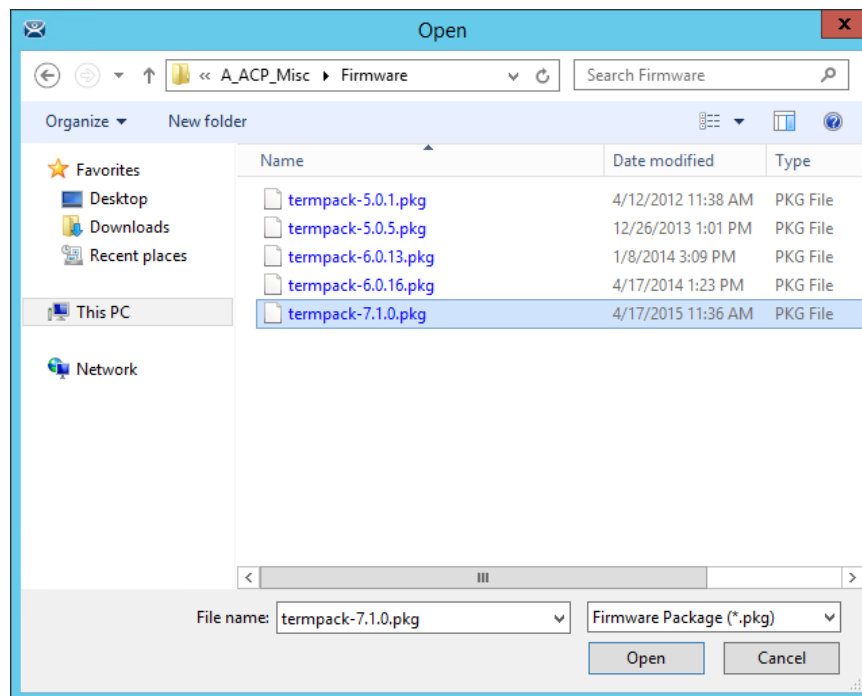 Open
x
« A_ACP_Misc Firmware
Search Firmware
Organize New folder
Name Date modified Type
Favorites
Desktop
Downloads
Recent places
This PC
Network
termpack-5.0.1.pkg 4/12/2012 11:38 AM PKG File
termpack-5.0.5.pkg 12/26/2013 1:01 PM PKG File
termpack-6.0.13.pkg 1/8/2014 3:09 PM PKG File
termpack-6.0.16.pkg 4/17/2014 1:23 PM PKG File
termpack-7.1.0.pkg 4/17/2015 11:36 AM PKG File
File name: termpack-7.1.0.pkg Firmware Package (*.pkg)
Open Cancel